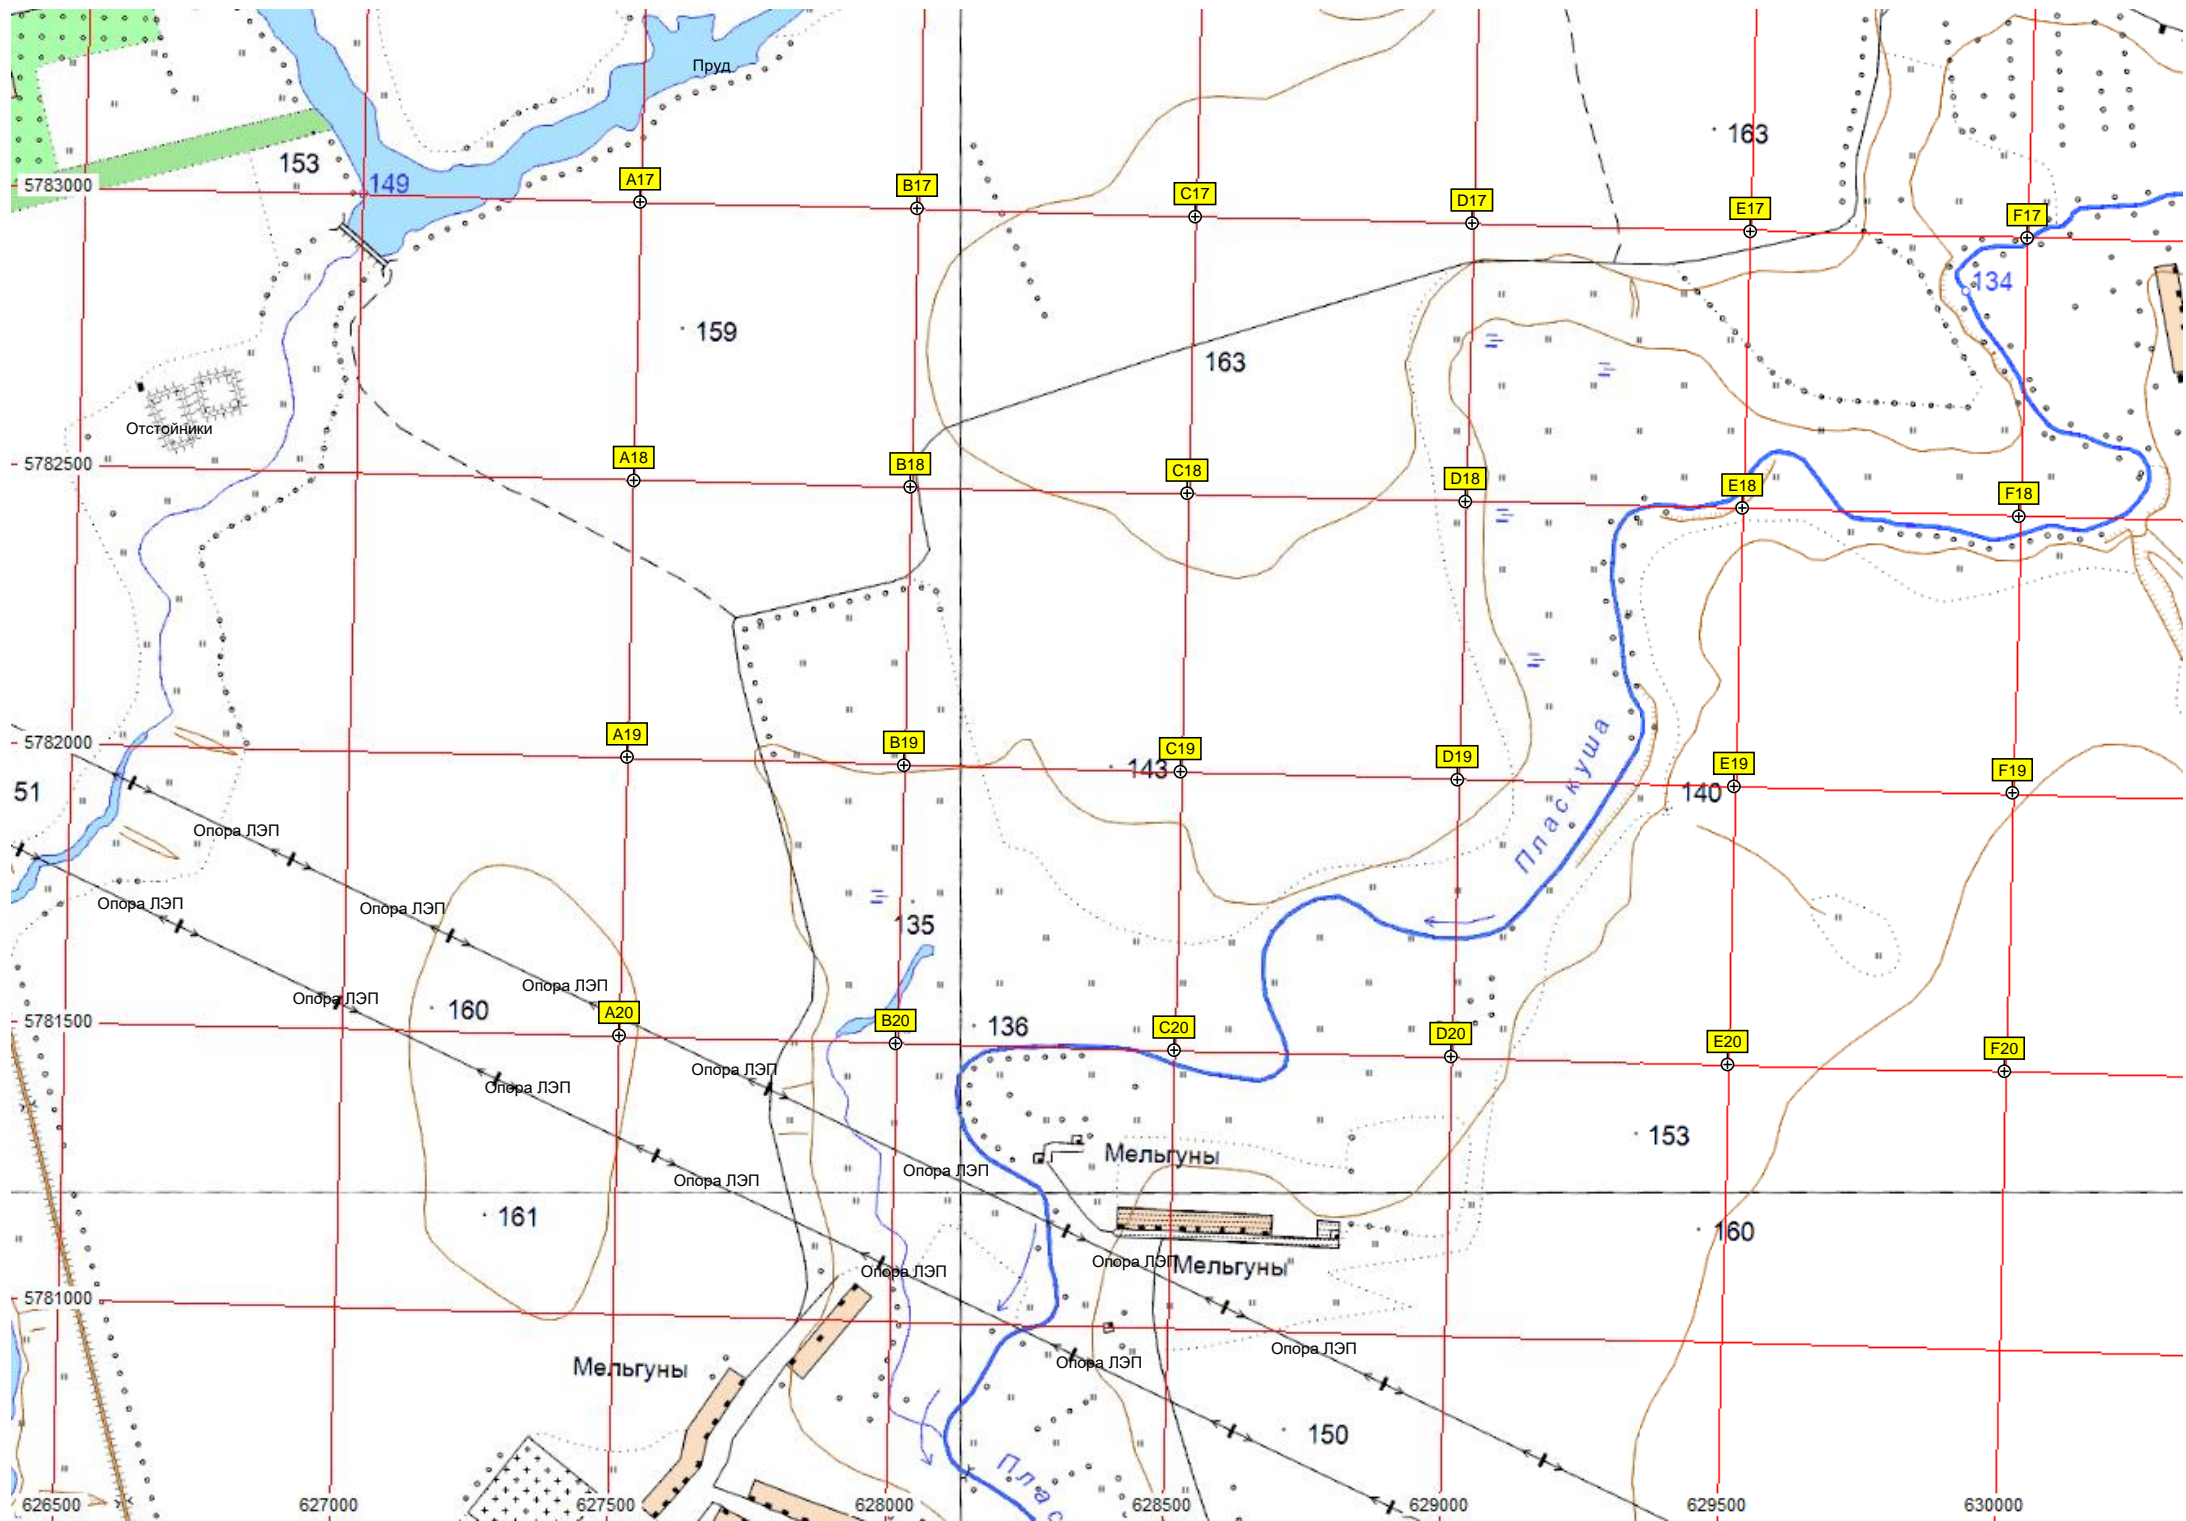 Пруд
163
153
5783000
149
A17
B17
C17
D17
E17
F17
134
159
163
Отстойники
5782500
A18
B18
C18
D18
E18
F18
5782000
A19
B19
C19
D19
E19
F19
143
140
51
Пласкуша
Опора ЛЭП
Опора ЛЭП
Опора ЛЭП
135
Опора ЛЭП
Опора ЛЭП
160
5781500
A20
B20
C20
D20
E20
F20
136
Опора ЛЭП
Опора ЛЭП
153
Мельгуны
Опора ЛЭП
Опора ЛЭП
161
160
Опора ЛЭП
Опора ЛЭП
Мельгуны"
5781000
Опора ЛЭП
Опора ЛЭП
Мельгуны
150
Плас
626500
627000
627500
628000
628500
629000
629500
630000